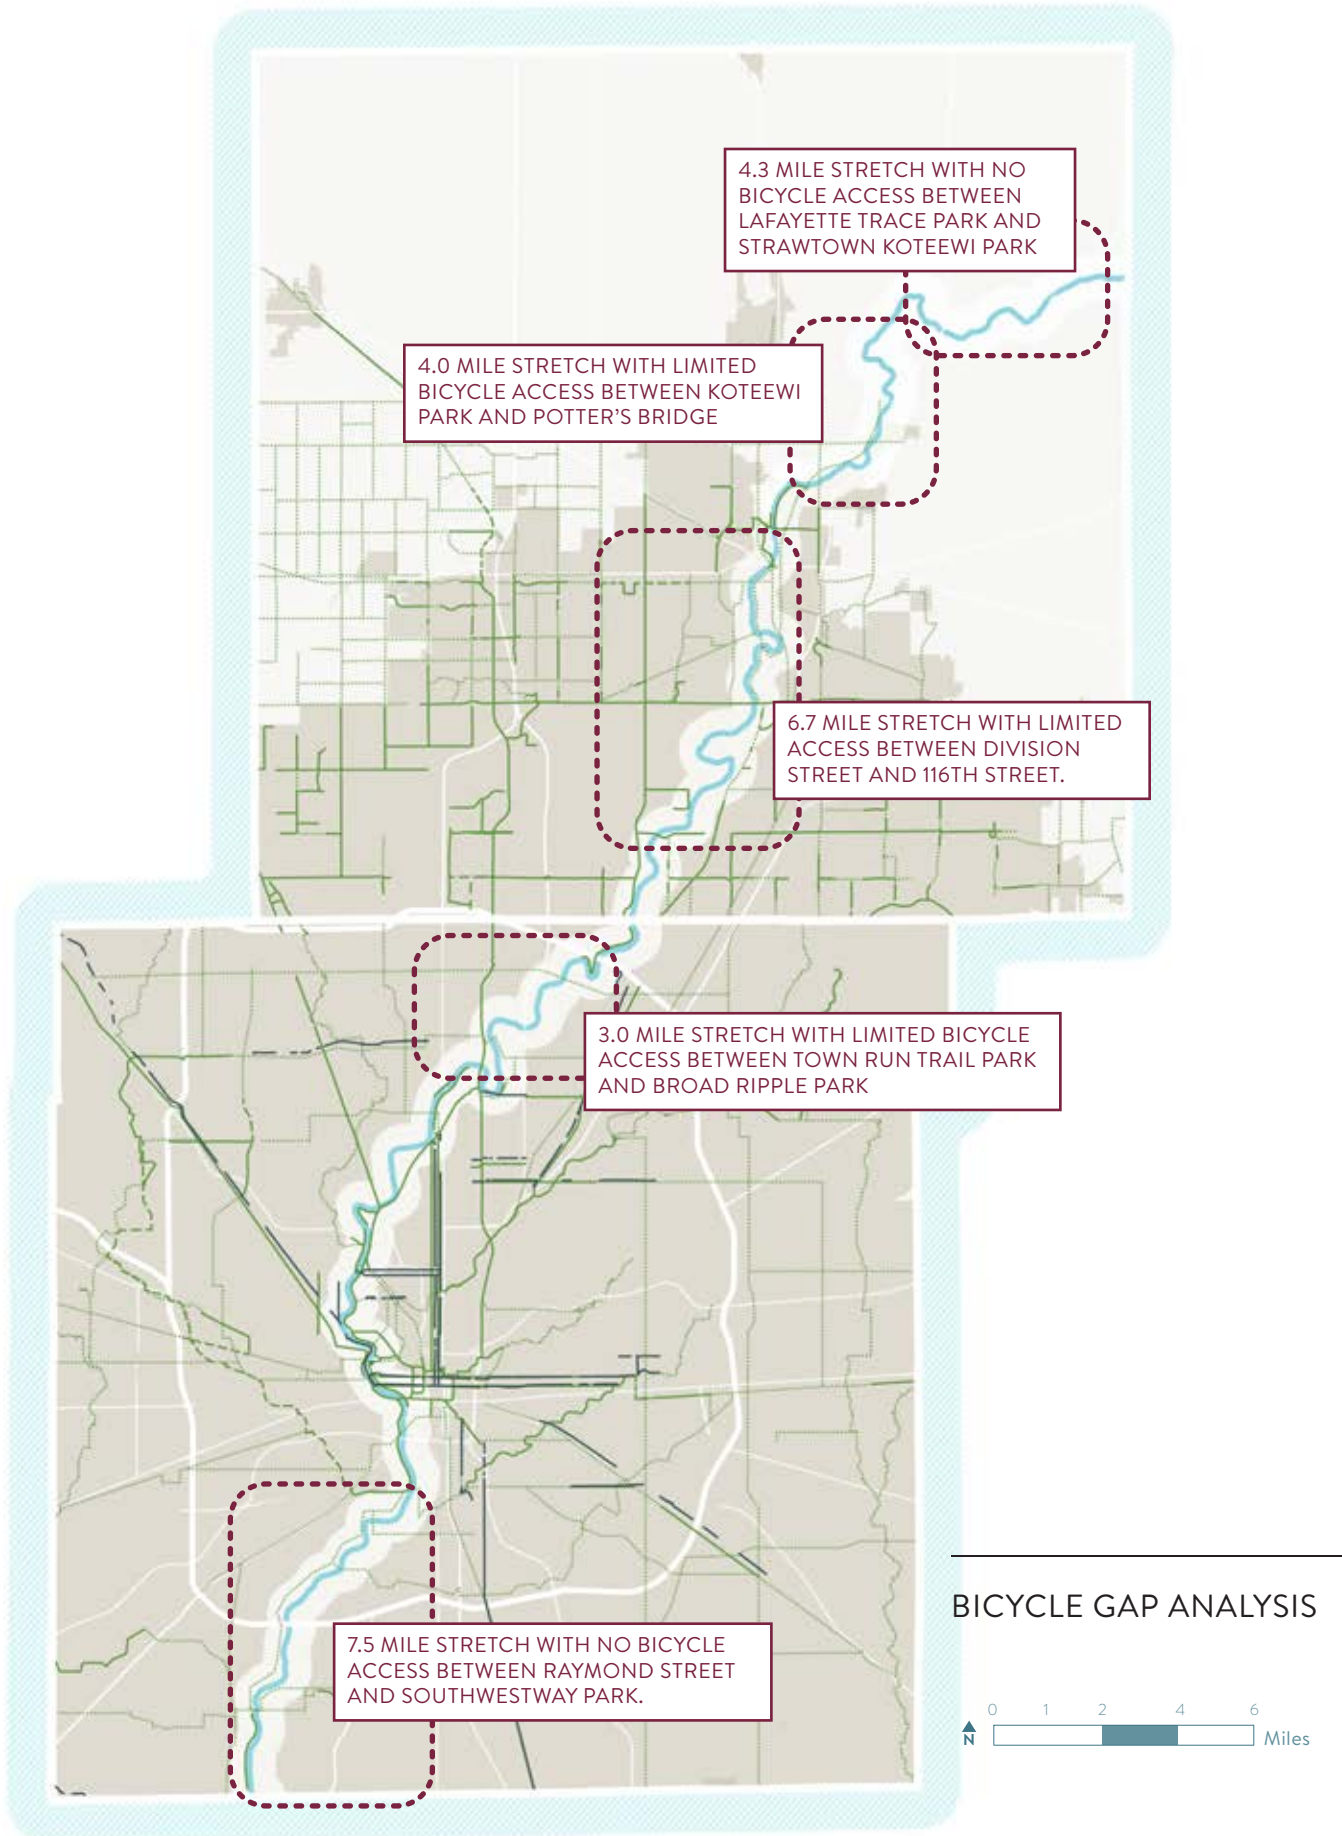 4.3 MILE STRETCH WITH NO
BICYCLE ACCESS BETWEEN
LAFAYETTE TRACE PARK AND
STRAWTOWN KOTEEWI PARK
4.0 MILE STRETCH WITH LIMITED
BICYCLE ACCESS BETWEEN KOTEEWI
PARK AND POTTER'S BRIDGE
6.7 MILE STRETCH WITH LIMITED
ACCESS BETWEEN DIVISION
STREET AND 116TH STREET.
3.0 MILE STRETCH WITH LIMITED BICYCLE
ACCESS BETWEEN TOWN RUN TRAIL PARK
AND BROAD RIPPLE PARK
7.5 MILE STRETCH WITH NO BICYCLE
ACCESS BETWEEN RAYMOND STREET
AND SOUTHWESTWAY PARK.
BICYCLE GAP ANALYSIS
0 1 2 4 6
N Miles